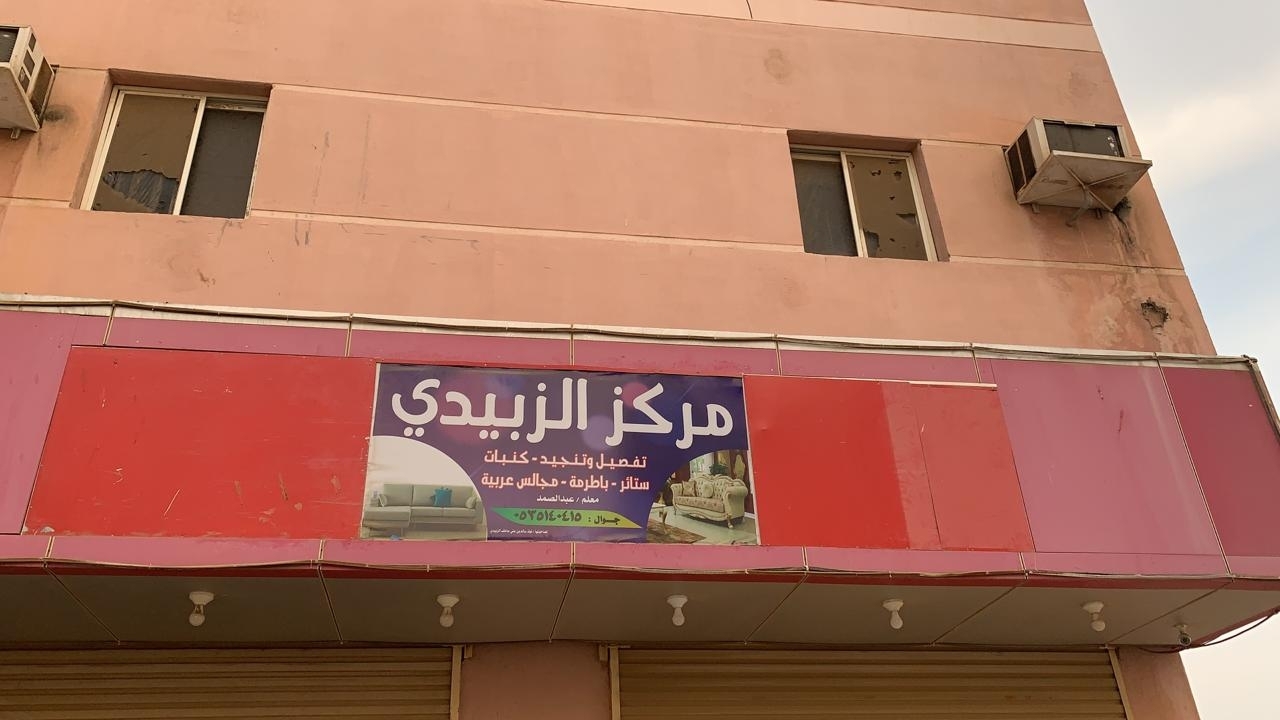 مركز الزبيدي
تفصيل وتنجيد - كنبات
ستائر - باطرمة - مجالس عربية
معلم / عبدالصمد
جوال : ٠٥٣٥١٤٠٤١٥